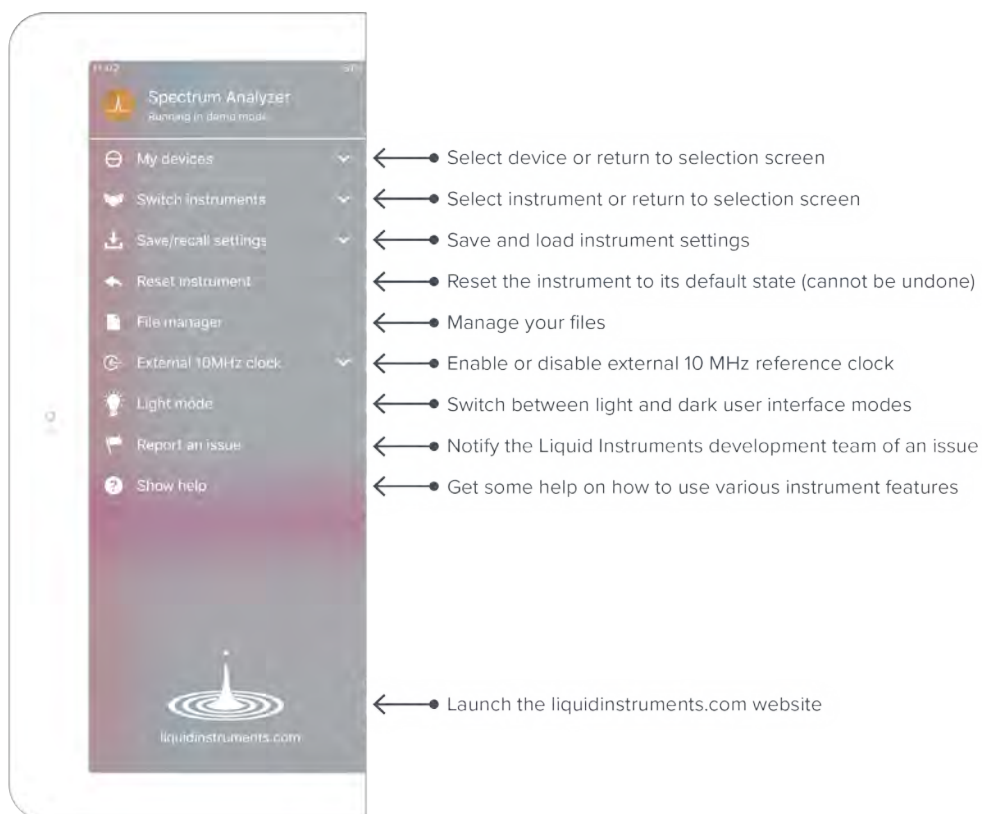 11:02
Spectrum Analyzer
Running in demo mode
My devices
Select device or return to selection screen
Switch instruments
Select instrument or return to selection screen
Save/recall settings
Save and load instrument settings
Reset instrument
Reset the instrument to its default state (cannot be undone)
File manager
Manage your files
External 10MHz clock
Enable or disable external 10 MHz reference clock
Light mode
Switch between light and dark user interface modes
Report an issue
Notify the Liquid Instruments development team of an issue
Show help
Get some help on how to use various instrument features
Launch the liquidinstruments.com website
liquidinstruments.com